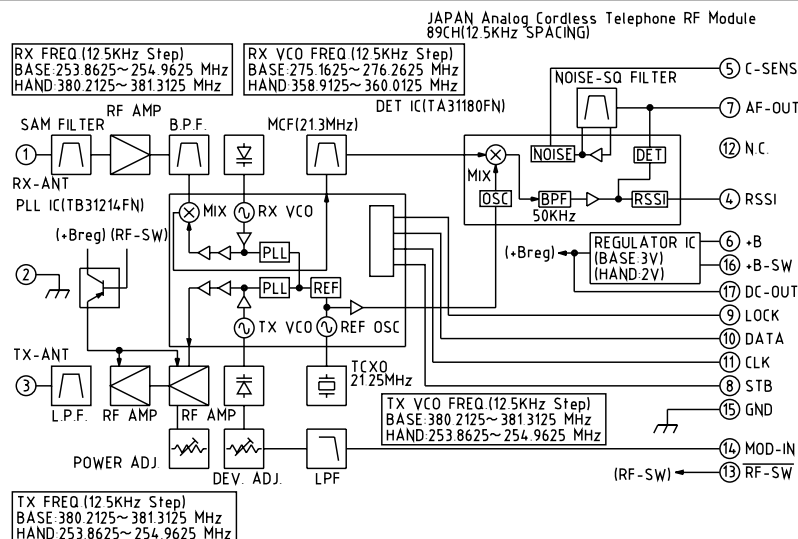 JAPAN Analog Cordless Telephone RF Module
89CH(12.5KHz SPACING)
RX FREQ.(12.5KHz Step)
BASE:253.8625~254.9625 MHz
HAND:380.2125~381.3125 MHz
RX VCO FREQ.(12.5KHz Step)
BASE:275.1625~276.2625 MHz
HAND:358.9125~360.0125 MHz
NOISE-SQ FILTER
5 C-SENS
7 AF-OUT
DET IC(TA31180FN)
RF AMP
SAM FILTER
B.P.F.
MCF(21.3MHz)
12 N.C.
1
RX-ANT
MIX
NOISE
DET
OSC
BPF
50KHz
RSSI
4 RSSI
PLL IC(TB31214FN)
MIX
RX VCO
PLL
(+Breg) (RF-SW)
(+Breg)
REGULATOR IC
(BASE:3V)
(HAND:2V)
6 +B
16 +B-SW
17 DC-OUT
2
PLL
REF
TX VCO
REF OSC
9 LOCK
10 DATA
11 CLK
8 STB
TX-ANT
3
L.P.F.
RF AMP
RF AMP
TCXO
21.25MHz
TX VCO FREQ.(12.5KHz Step)
BASE:380.2125~381.3125 MHz
HAND:253.8625~254.9625 MHz
15 GND
14 MOD-IN
POWER ADJ.
DEV. ADJ.
LPF
(RF-SW)
13 RF-SW
TX FREQ.(12.5KHz Step)
BASE:380.2125~381.3125 MHz
HAND:253.8625~254.9625 MHz